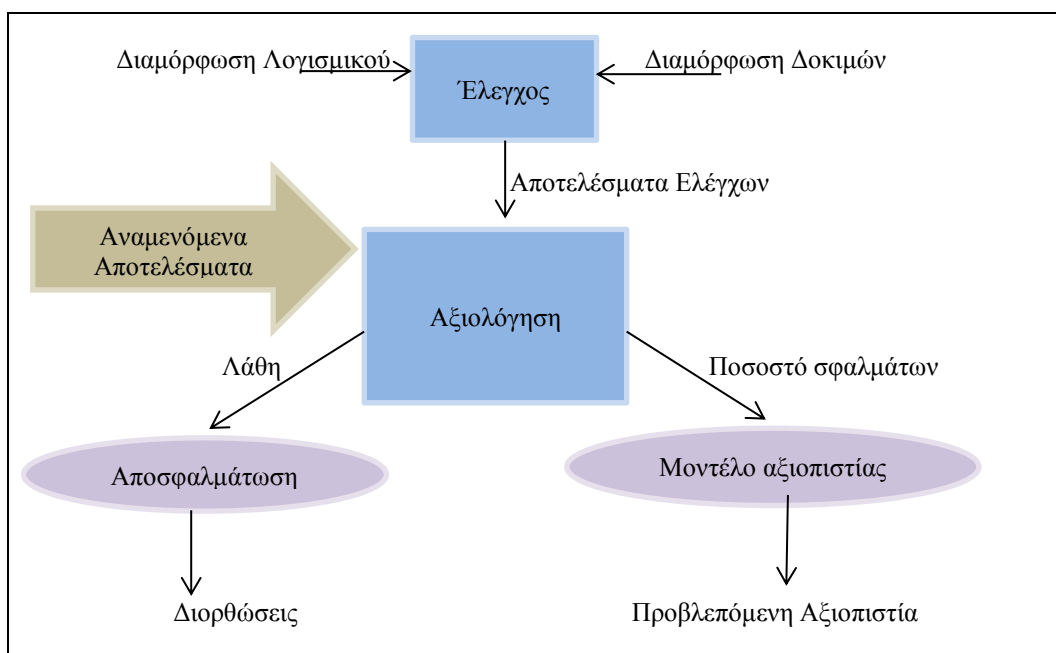 Διαμόρφωση Λογισμικού
Διαμόρφωση Δοκιμών
Έλεγχος
Αποτελέσματα Ελέγχων
Αναμενόμενα
Αποτελέσματα
Αξιολόγηση
Λάθη
Ποσοστό σφαλμάτων
Αποσφαλμάτωση
Μοντέλο αξιοπιστίας
Διορθώσεις
Προβλεπόμενη Αξιοπιστία